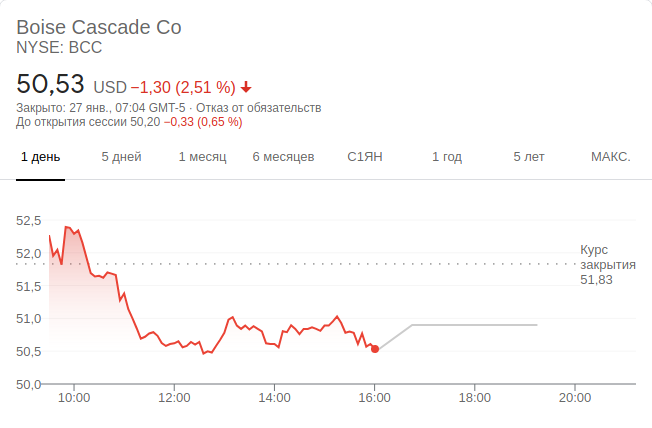 Boise Cascade Co
NYSE: BCC
50,53 USD −1,30 (2,51 %)
Закрыто: 27 янв., 07:04 GMT-5 · Отказ от обязательств
До открытия сессии 50,20 −0,33 (0,65 %)
1 день 5 дней 1 месяц 6 месяцев С1ЯН 1 год 5 лет МАКС.
52,5
52,0
51,5
51,0
50,5
50,0
Курс
закрытия
51,83
10:00 12:00 14:00 16:00 18:00 20:00